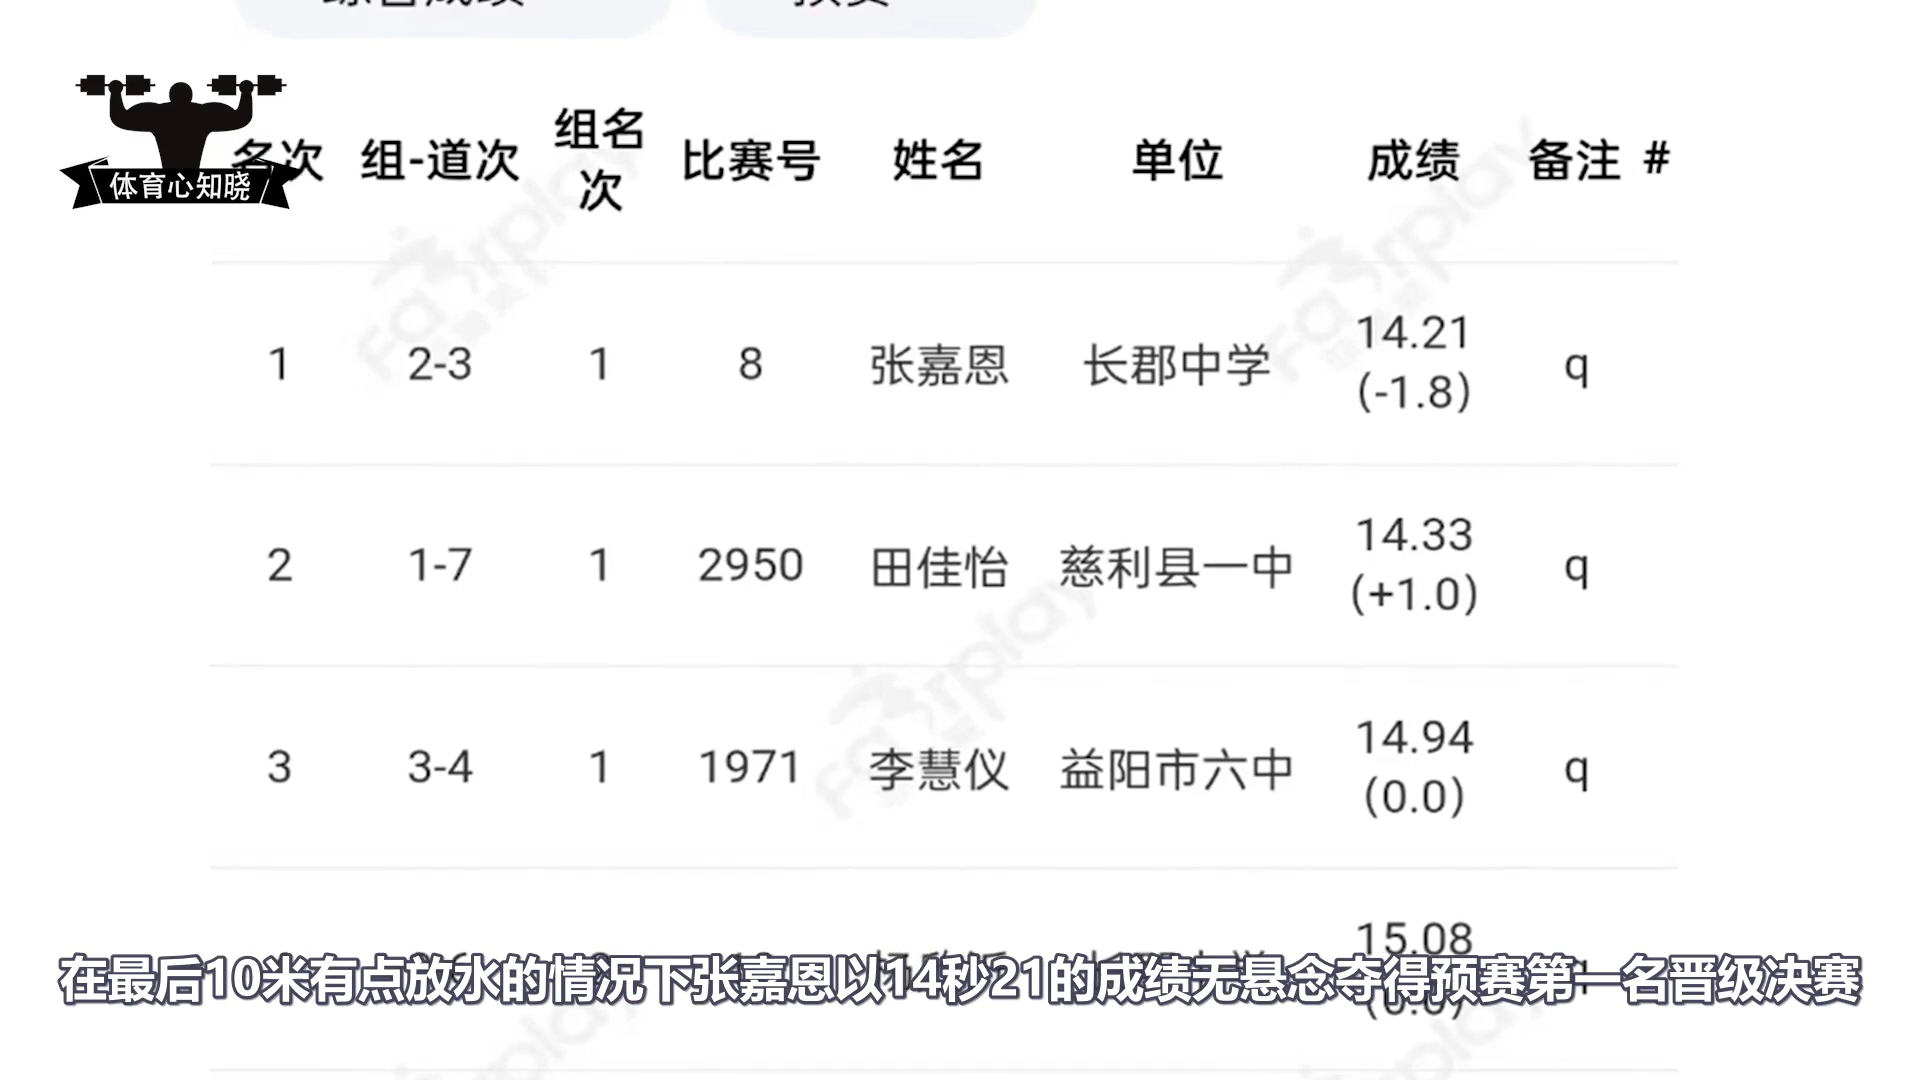 体育心知晓
名次 组-道次 组名次 比赛号 姓名 单位 成绩 备注 #
1 2-3 1 8 张嘉恩 长郡中学 14.21 (-1.8) q
2 1-7 1 2950 田佳怡 慈利县一中 14.33 (+1.0) q
3 3-4 1 1971 李慧仪 益阳市六中 14.94 (0.0) q
15.08 (0.0)
在最后10米有点放水的情况下张嘉恩以14秒21的成绩无悬念夺得预赛第一名晋级决赛
Fairplay
Fairplay
Fairplay